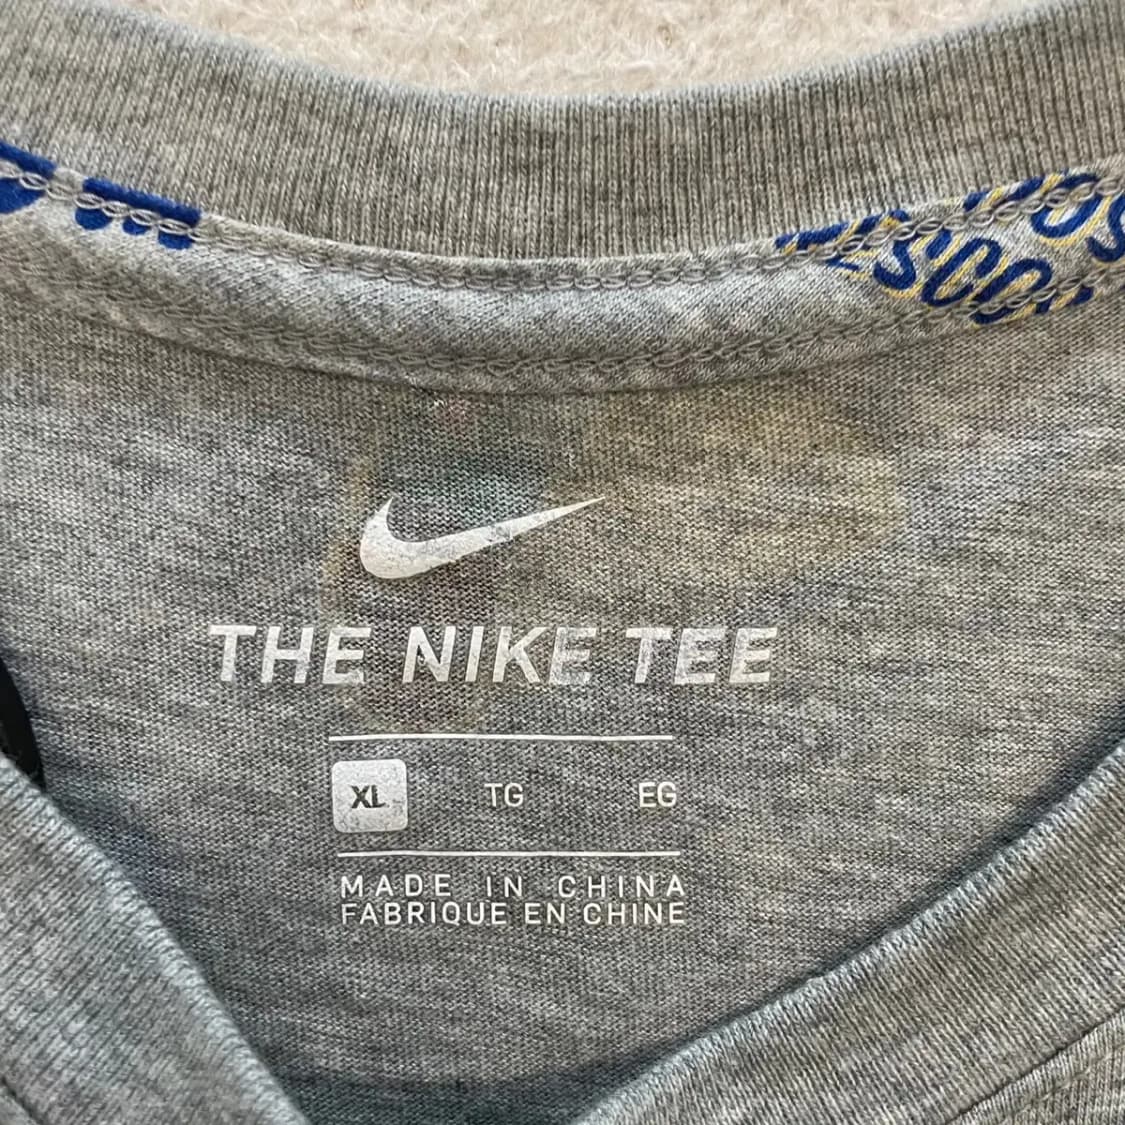 THE NIKE TEE
XL TG EG
MADE IN CHINA
FABRIQUE EN CHINE